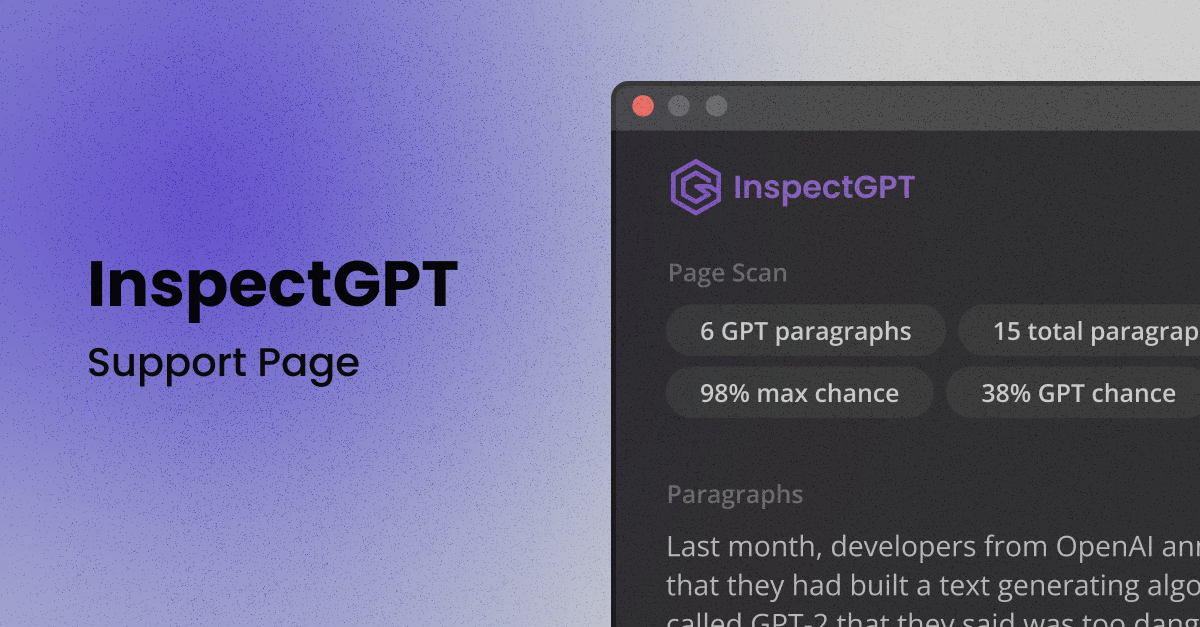 InspectGPT
Support Page
InspectGPT
Page Scan
6 GPT paragraphs
15 total paragrap
98% max chance
38% GPT chance
Paragraphs
Last month, developers from OpenAI an
that they had built a text generating algo
called GPT-2 that they said was too dang